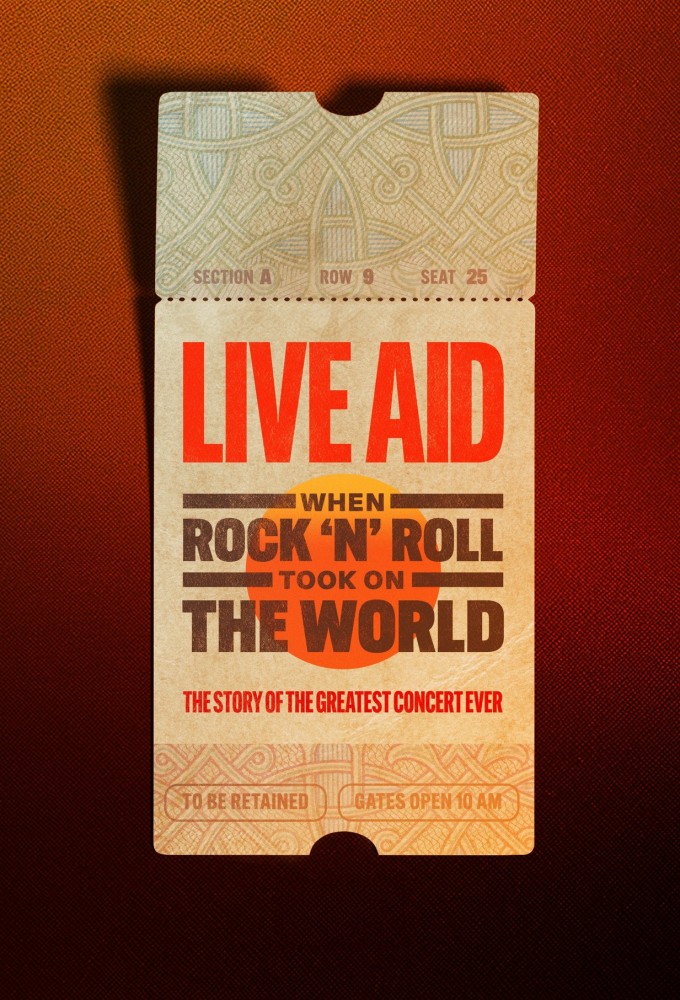 SECTION A ROW 9 SEAT 25
LIVE AID
WHEN
ROCK ‘N’ ROLL
TOOK ON
THE WORLD
THE STORY OF THE GREATEST CONCERT EVER
TO BE RETAINED GATES OPEN 10 AM